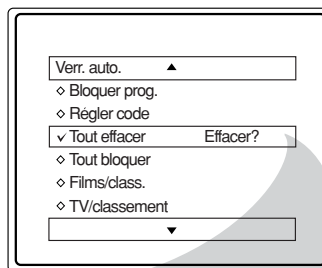 Verr. auto.
Bloquer prog.
Régler code
Tout effacer Effacer?
Tout bloquer
Films/class.
TV/classement